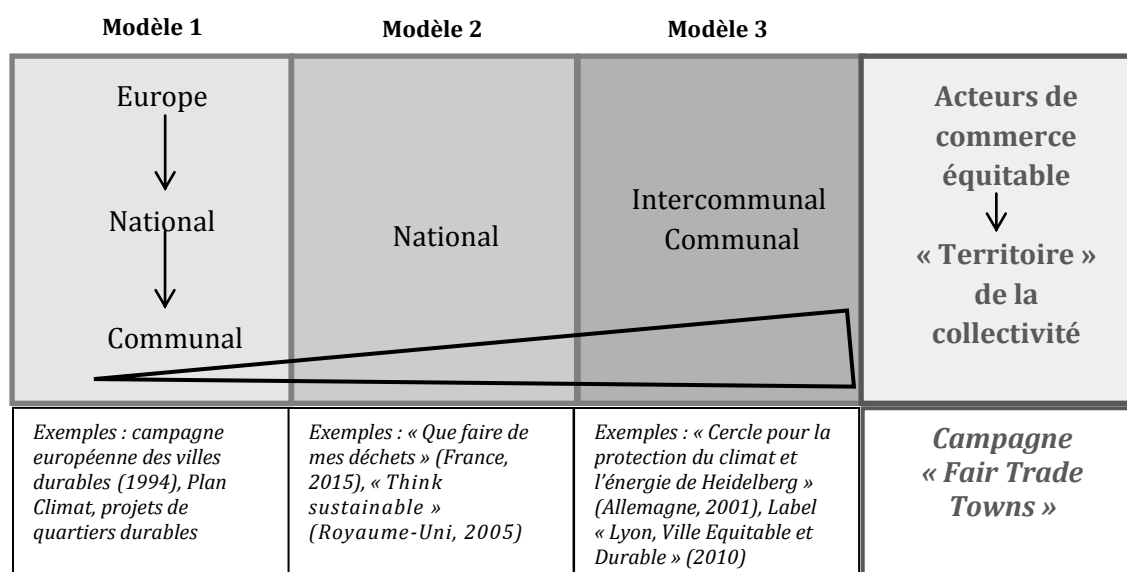 Modèle 1
Modèle 2
Modèle 3
Europe
National
Communal
National
Intercommunal
Communal
Acteurs de
commerce
équitable
« Territoire »
de la
collectivité
Exemples : campagne
européenne des villes
durables (1994), Plan
Climat, projets de
quartiers durables
Exemples : « Que faire de
mes déchets » (France,
2015), « Think
sustainable »
(Royaume-Uni, 2005)
Exemples : « Cercle pour la
protection du climat et
l’énergie de Heidelberg »
(Allemagne, 2001), Label
« Lyon, Ville Equitable et
Durable » (2010)
Campagne
« Fair Trade
Towns »